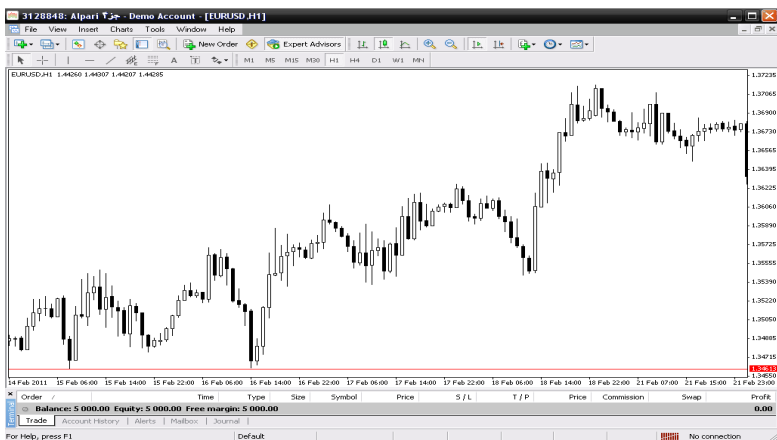 3128848: Alpari - Demo Account - [EURUSD,H1]
File View Insert Charts Tools Window Help
New Order Expert Advisors
A T M1 M5 M15 M30 H1 H4 D1 W1 MN
EURUSD,H1 1.44260 1.44307 1.44207 1.44285
1.37235
1.37065
1.36900
1.36730
1.36565
1.36395
1.36225
1.36060
1.35890
1.35725
1.35555
1.35390
1.35220
1.35050
1.34885
1.34715
1.34613
1.34550
14 Feb 2011 15 Feb 06:00 15 Feb 14:00 15 Feb 22:00 16 Feb 06:00 16 Feb 14:00 16 Feb 22:00 17 Feb 06:00 17 Feb 14:00 17 Feb 22:00 18 Feb 06:00 18 Feb 14:00 18 Feb 22:00 21 Feb 07:00 21 Feb 15:00 21 Feb 23:00
Order / Time Type Size Symbol Price S / L T / P Price Commission Swap Profit
Balance: 5 000.00 Equity: 5 000.00 Free margin: 5 000.00 0.00
Trade Account History Alerts Mailbox Journal
For Help, press F1 Default No connection